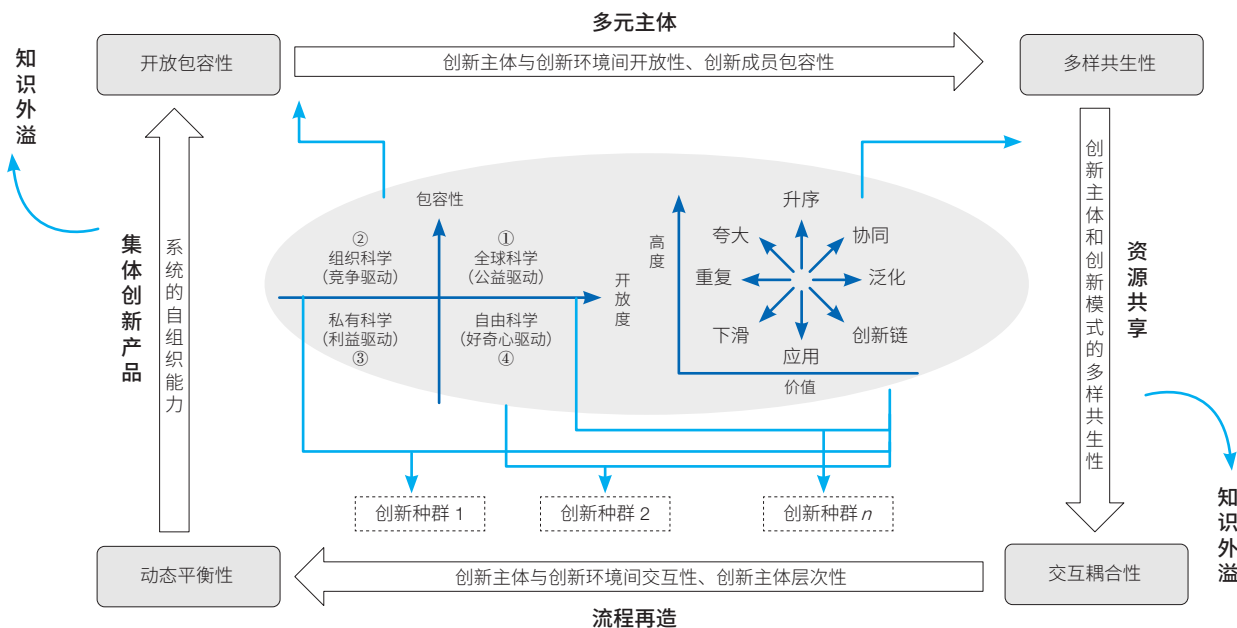 多元主体
开放包容性
创新主体与创新环境间开放性、创新成员包容性
多样共生性
知识外溢
集体创新产品
系统的自组织能力
包容性
②
组织科学
(竞争驱动)
①
全球科学
(公益驱动)
开放度
私有科学
(利益驱动)
③
自由科学
(好奇心驱动)
④
高度
升序
夸大
协同
重复
泛化
下滑
创新链
应用
价值
创新主体和创新模式的多样共生性
资源共享
知识外溢
创新种群 1
创新种群 2
创新种群 n
动态平衡性
创新主体与创新环境间交互性、创新主体层次性
交互耦合性
流程再造